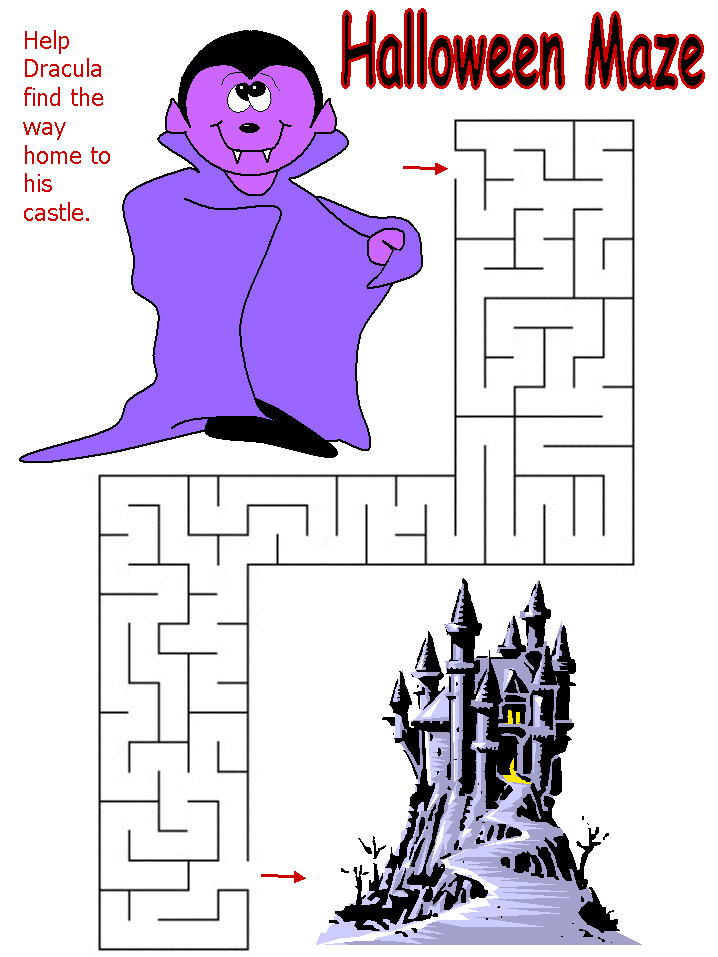 Halloween Maze
Help
Dracula
find the
way
home to
his
castle.